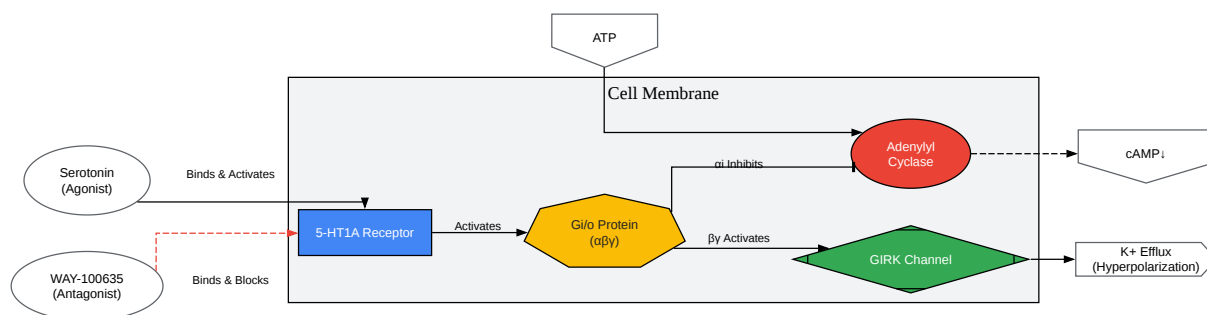 ATP
Cell Membrane
Serotonin
(Agonist)
Binds & Activates
αi Inhibits
Adenylyl
Cyclase
cAMP↓
5-HT1A Receptor
Activates
Gi/o Protein
(αβγ)
βγ Activates
GIRK Channel
K+ Efflux
(Hyperpolarization)
WAY-100635
(Antagonist)
Binds & Blocks